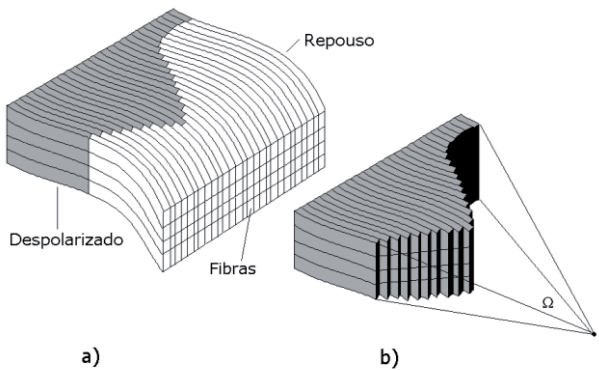 Repouso
Despolarizado
Fibras
Ω
a)
b)